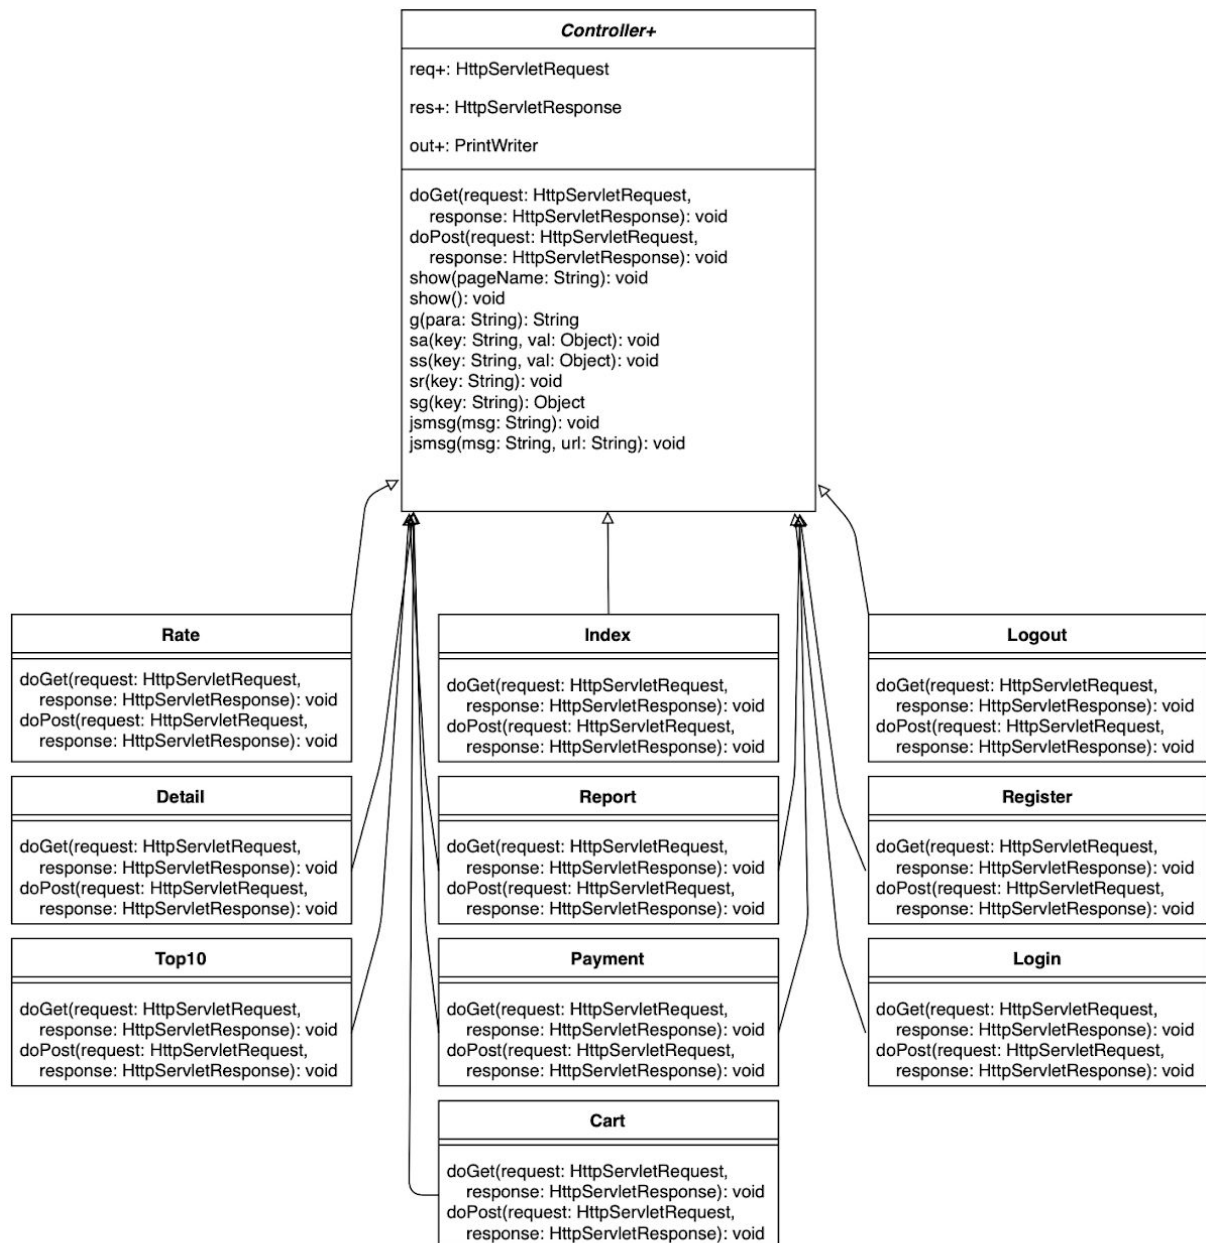 Controller+
req+: HttpServletRequest
res+: HttpServletResponse
out+: PrintWriter
doGet(request: HttpServletRequest,
response: HttpServletResponse): void
doPost(request: HttpServletRequest,
response: HttpServletResponse): void
show(pageName: String): void
show(): void
g(para: String): String
sa(key: String, val: Object): void
ss(key: String, val: Object): void
sr(key: String): void
sg(key: String): Object
jsmsg(msg: String): void
jsmsg(msg: String, url: String): void
Rate
doGet(request: HttpServletRequest,
response: HttpServletResponse): void
doPost(request: HttpServletRequest,
response: HttpServletResponse): void
Index
doGet(request: HttpServletRequest,
response: HttpServletResponse): void
doPost(request: HttpServletRequest,
response: HttpServletResponse): void
Logout
doGet(request: HttpServletRequest,
response: HttpServletResponse): void
doPost(request: HttpServletRequest,
response: HttpServletResponse): void
Detail
doGet(request: HttpServletRequest,
response: HttpServletResponse): void
doPost(request: HttpServletRequest,
response: HttpServletResponse): void
Report
doGet(request: HttpServletRequest,
response: HttpServletResponse): void
doPost(request: HttpServletRequest,
response: HttpServletResponse): void
Register
doGet(request: HttpServletRequest,
response: HttpServletResponse): void
doPost(request: HttpServletRequest,
response: HttpServletResponse): void
Top10
doGet(request: HttpServletRequest,
response: HttpServletResponse): void
doPost(request: HttpServletRequest,
response: HttpServletResponse): void
Payment
doGet(request: HttpServletRequest,
response: HttpServletResponse): void
doPost(request: HttpServletRequest,
response: HttpServletResponse): void
Login
doGet(request: HttpServletRequest,
response: HttpServletResponse): void
doPost(request: HttpServletRequest,
response: HttpServletResponse): void
Cart
doGet(request: HttpServletRequest,
response: HttpServletResponse): void
doPost(request: HttpServletRequest,
response: HttpServletResponse): void